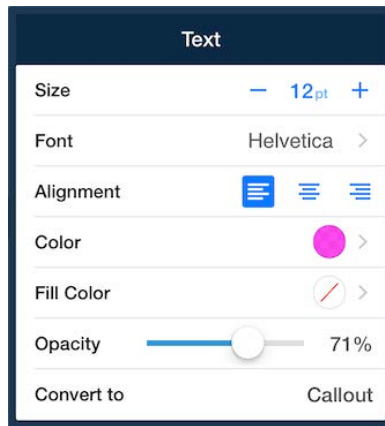 Text
Size − 12pt +
Font Helvetica >
Alignment
Color >
Fill Color >
Opacity 71%
Convert to Callout